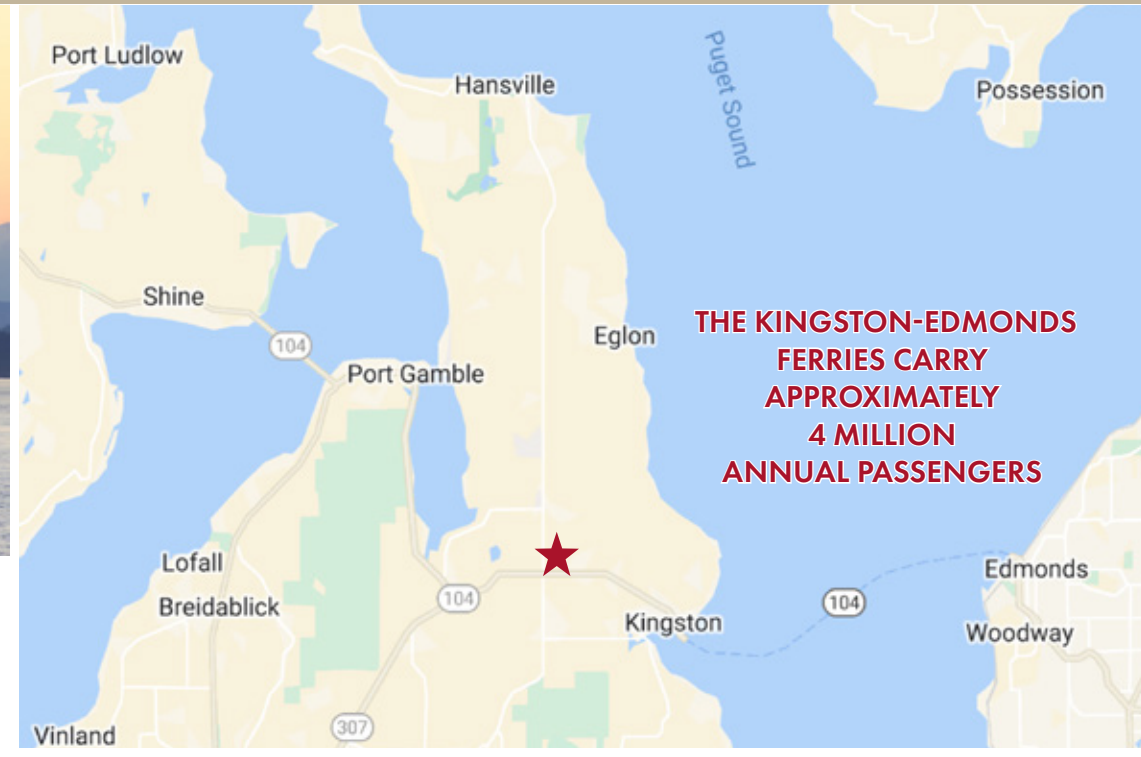 Port Ludlow
Hansville
Puget Sound
Possession
Shine
104
Port Gamble
Eglon
THE KINGSTON-EDMONDS
FERRIES CARRY
APPROXIMATELY
4 MILLION
ANNUAL PASSENGERS
Lofall
Breidablick
104
Kingston
104
Edmonds
Woodway
307
Vinland